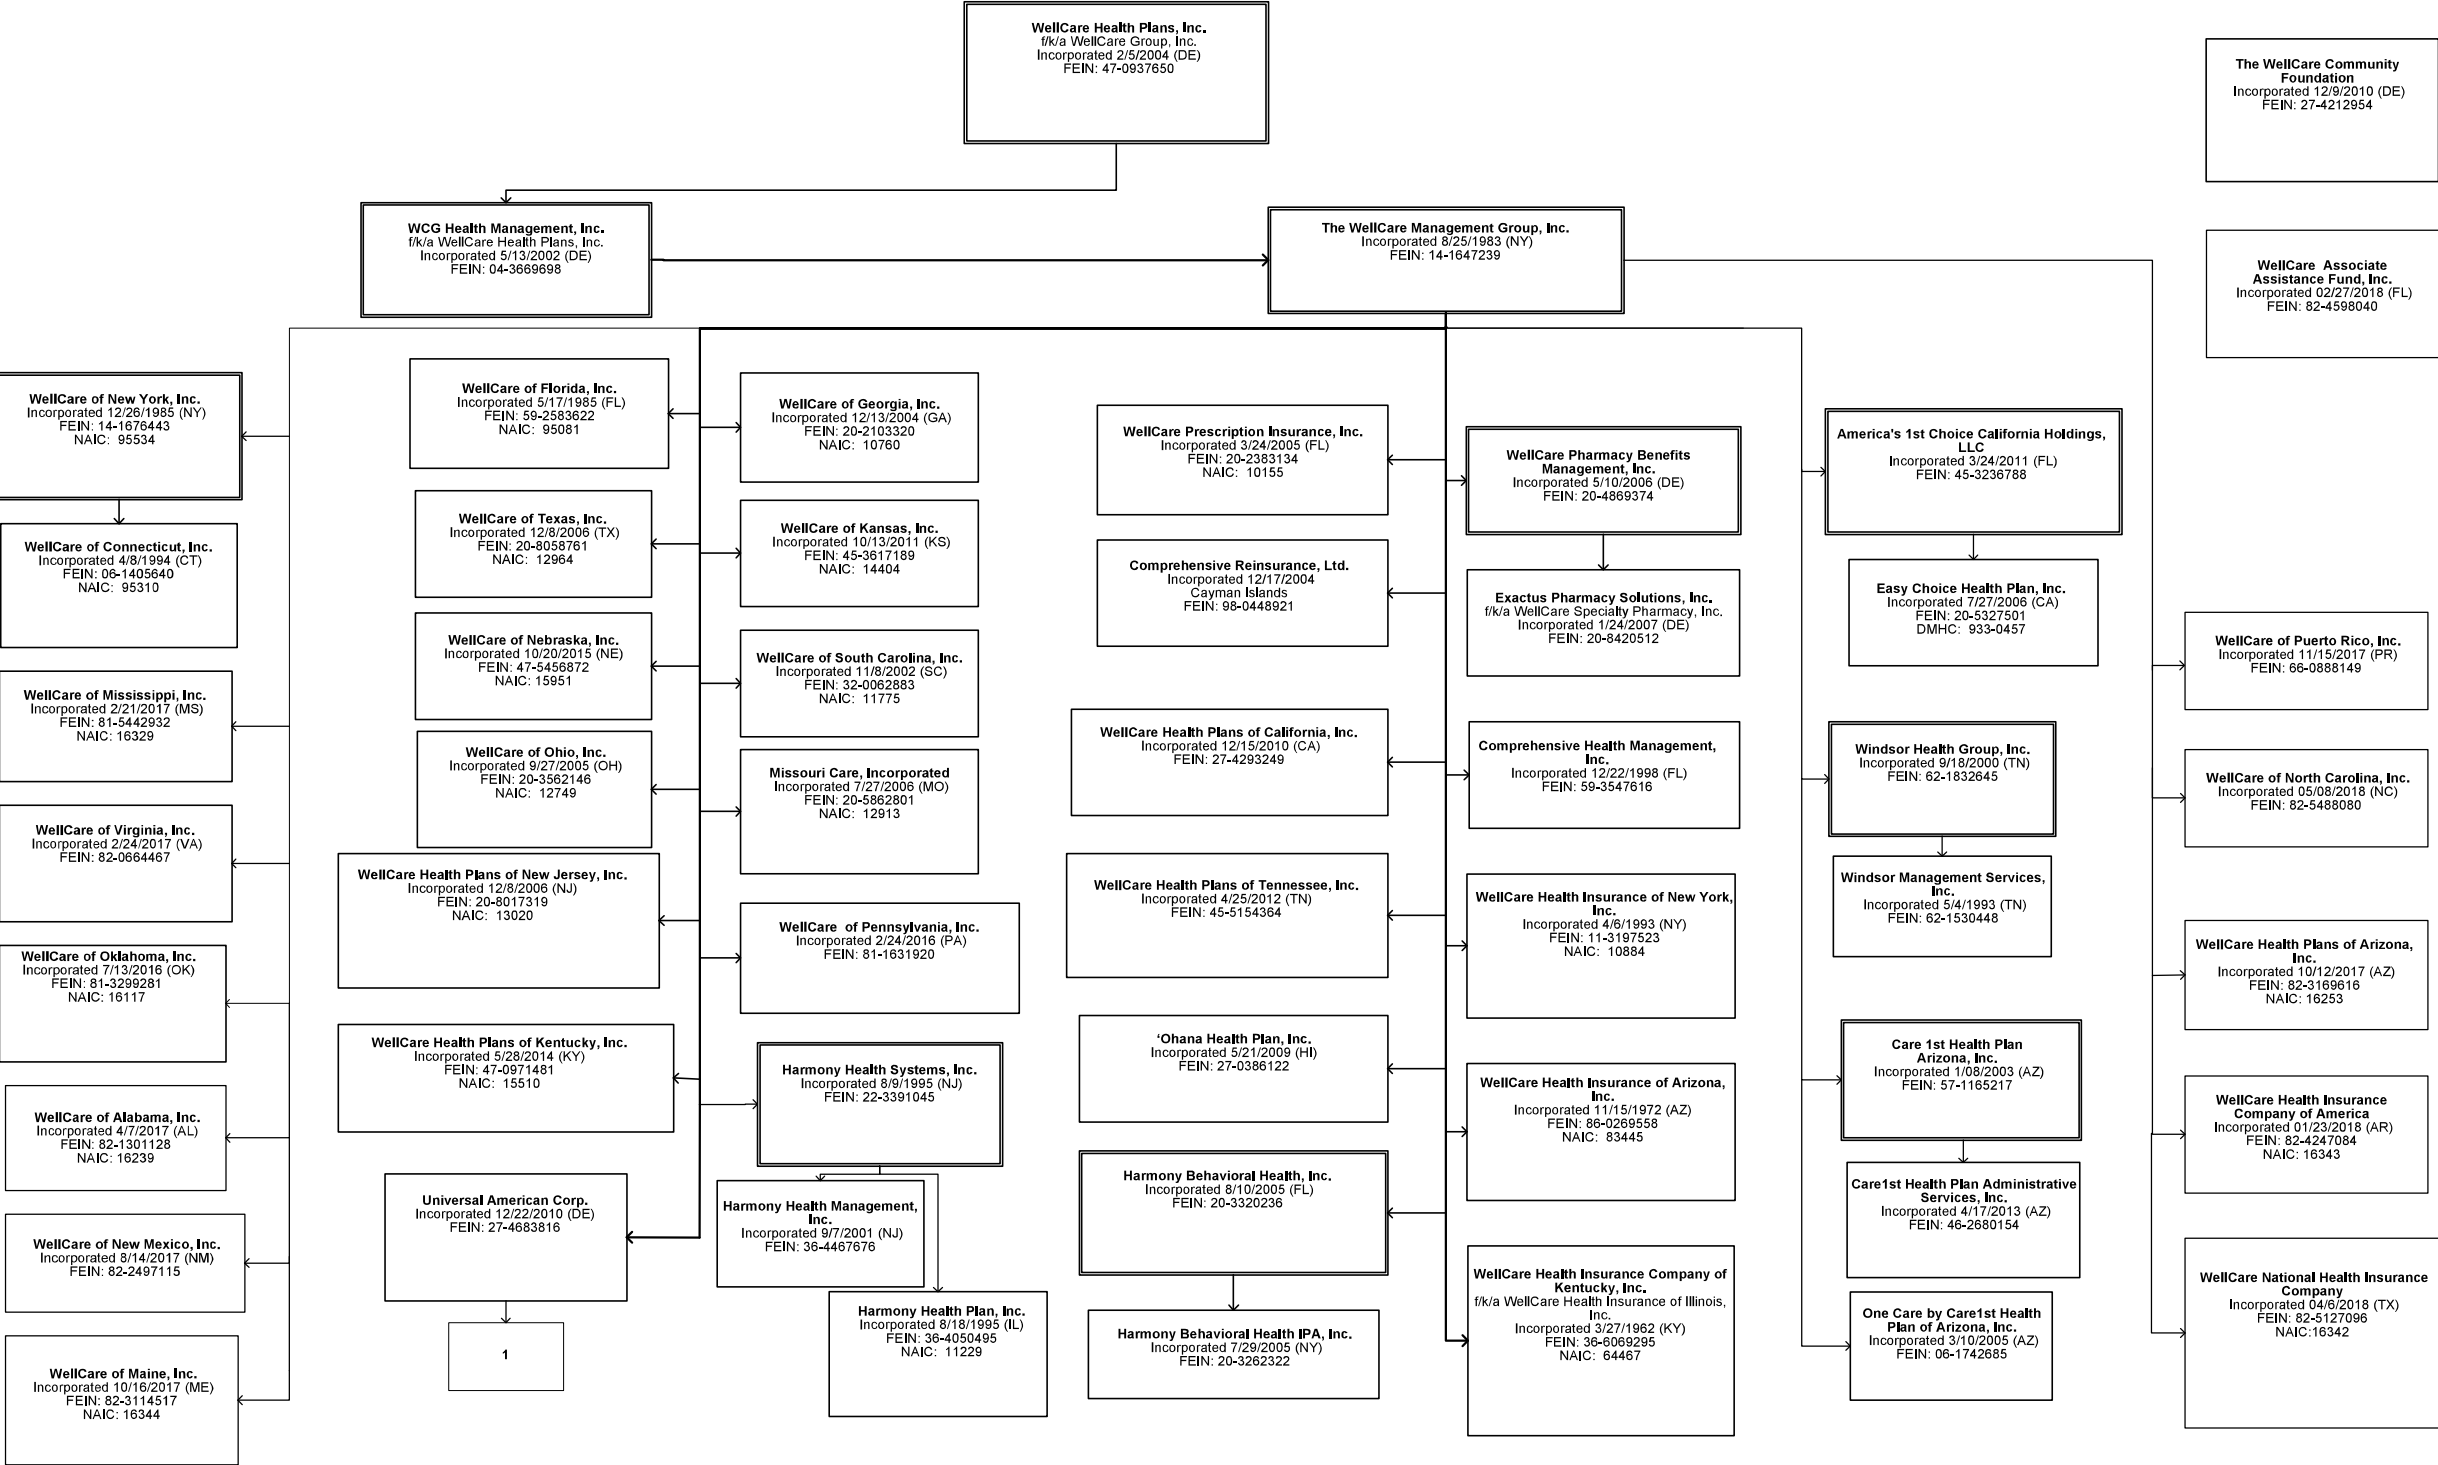 WellCare Health Plans, Inc.
f/k/a WellCare Group, Inc.
Incorporated 2/5/2004 (DE)
FEIN: 47-0937650
The WellCare Community
Foundation
Incorporated 12/9/2010 (DE)
FEIN: 27-4212954
WCG Health Management, Inc.
f/k/a WellCare Health Plans, Inc.
Incorporated 5/13/2002 (DE)
FEIN: 04-3669698
The WellCare Management Group, Inc.
Incorporated 8/25/1983 (NY)
FEIN: 14-1647239
WellCare Associate
Assistance Fund, Inc.
Incorporated 02/27/2018 (FL)
FEIN: 82-4598040
WellCare of New York, Inc.
Incorporated 12/26/1985 (NY)
FEIN: 14-1676443
NAIC: 95534
WellCare of Connecticut, Inc.
Incorporated 4/8/1994 (CT)
FEIN: 06-1405640
NAIC: 95310
WellCare of Mississippi, Inc.
Incorporated 2/21/2017 (MS)
FEIN: 81-5442932
NAIC: 16329
WellCare of Virginia, Inc.
Incorporated 2/24/2017 (VA)
FEIN: 82-0664467
WellCare of Oklahoma, Inc.
Incorporated 7/13/2016 (OK)
FEIN: 81-3299281
NAIC: 16117
WellCare of Alabama, Inc.
Incorporated 4/7/2017 (AL)
FEIN: 82-1301128
NAIC: 16239
WellCare of New Mexico, Inc.
Incorporated 8/14/2017 (NM)
FEIN: 82-2497115
WellCare of Maine, Inc.
Incorporated 10/16/2017 (ME)
FEIN: 82-3114517
NAIC: 16344
WellCare of Florida, Inc.
Incorporated 5/17/1985 (FL)
FEIN: 59-2583622
NAIC: 95081
WellCare of Texas, Inc.
Incorporated 12/8/2006 (TX)
FEIN: 20-8058761
NAIC: 12964
WellCare of Nebraska, Inc.
Incorporated 10/20/2015 (NE)
FEIN: 47-5456872
NAIC: 15951
WellCare of Ohio, Inc.
Incorporated 9/27/2005 (OH)
FEIN: 20-3562146
NAIC: 12749
WellCare Health Plans of New Jersey, Inc.
Incorporated 12/8/2006 (NJ)
FEIN: 20-8017319
NAIC: 13020
WellCare Health Plans of Kentucky, Inc.
Incorporated 5/28/2014 (KY)
FEIN: 47-0971481
NAIC: 15510
Universal American Corp.
Incorporated 12/22/2010 (DE)
FEIN: 27-4683816
1
WellCare of Georgia, Inc.
Incorporated 12/13/2004 (GA)
FEIN: 20-2103320
NAIC: 10760
WellCare of Kansas, Inc.
Incorporated 10/13/2011 (KS)
FEIN: 45-3617189
NAIC: 14404
WellCare of South Carolina, Inc.
Incorporated 11/8/2002 (SC)
FEIN: 32-0062883
NAIC: 11775
Missouri Care, Incorporated
Incorporated 7/27/2006 (MO)
FEIN: 20-5862801
NAIC: 12913
WellCare of Pennsylvania, Inc.
Incorporated 2/24/2016 (PA)
FEIN: 81-1631920
Harmony Health Systems, Inc.
Incorporated 8/9/1995 (NJ)
FEIN: 22-3391045
Harmony Health Management,
Inc.
Incorporated 9/7/2001 (NJ)
FEIN: 36-4467676
Harmony Health Plan, Inc.
Incorporated 8/18/1995 (IL)
FEIN: 36-4050495
NAIC: 11229
WellCare Prescription Insurance, Inc.
Incorporated 3/24/2005 (FL)
FEIN: 20-2383134
NAIC: 10155
Comprehensive Reinsurance, Ltd.
Incorporated 12/17/2004
Cayman Islands
FEIN: 98-0448921
WellCare Health Plans of California, Inc.
Incorporated 12/15/2010 (CA)
FEIN: 27-4293249
WellCare Health Plans of Tennessee, Inc.
Incorporated 4/25/2012 (TN)
FEIN: 45-5154364
‘Ohana Health Plan, Inc.
Incorporated 5/21/2009 (HI)
FEIN: 27-0386122
Harmony Behavioral Health, Inc.
Incorporated 8/10/2005 (FL)
FEIN: 20-3320236
Harmony Behavioral Health IPA, Inc.
Incorporated 7/29/2005 (NY)
FEIN: 20-3262322
WellCare Pharmacy Benefits
Management, Inc.
Incorporated 5/10/2006 (DE)
FEIN: 20-4869374
Exactus Pharmacy Solutions, Inc.
f/k/a WellCare Specialty Pharmacy, Inc.
Incorporated 1/24/2007 (DE)
FEIN: 20-8420512
Comprehensive Health Management,
Inc.
Incorporated 12/22/1998 (FL)
FEIN: 59-3547616
WellCare Health Insurance of New York,
Inc.
Incorporated 4/6/1993 (NY)
FEIN: 11-3197523
NAIC: 10884
WellCare Health Insurance of Arizona,
Inc.
Incorporated 11/15/1972 (AZ)
FEIN: 86-0269558
NAIC: 83445
WellCare Health Insurance Company of
Kentucky, Inc.
f/k/a WellCare Health Insurance of Illinois,
Inc.
Incorporated 3/27/1962 (KY)
FEIN: 36-6069295
NAIC: 64467
America's 1st Choice California Holdings,
LLC
Incorporated 3/24/2011 (FL)
FEIN: 45-3236788
Easy Choice Health Plan, Inc.
Incorporated 7/27/2006 (CA)
FEIN: 20-5327501
DMHC: 933-0457
Windsor Health Group, Inc.
Incorporated 9/18/2000 (TN)
FEIN: 62-1832645
Windsor Management Services,
Inc.
Incorporated 5/4/1993 (TN)
FEIN: 62-1530448
Care 1st Health Plan
Arizona, Inc.
Incorporated 1/08/2003 (AZ)
FEIN: 57-1165217
Care1st Health Plan Administrative
Services, Inc.
Incorporated 4/17/2013 (AZ)
FEIN: 46-2680154
One Care by Care1st Health
Plan of Arizona, Inc.
Incorporated 3/10/2005 (AZ)
FEIN: 06-1742685
WellCare of Puerto Rico, Inc.
Incorporated 11/15/2017 (PR)
FEIN: 66-0888149
WellCare of North Carolina, Inc.
Incorporated 05/08/2018 (NC)
FEIN: 82-5488080
WellCare Health Plans of Arizona,
Inc.
Incorporated 10/12/2017 (AZ)
FEIN: 82-3169616
NAIC: 16253
WellCare Health Insurance
Company of America
Incorporated 01/23/2018 (AR)
FEIN: 82-4247084
NAIC: 16343
WellCare National Health Insurance
Company
Incorporated 04/6/2018 (TX)
FEIN: 82-5127096
NAIC:16342